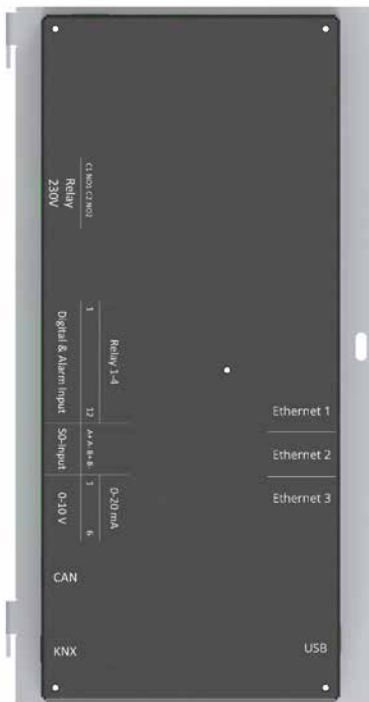 C1 NO1 C2 NO2
Relay
230V
Relay 1-4
1
12
Digital & Alarm Input
A+ A- B+ B-
S0-Input
0-20 mA
1
6
0-10 V
Ethernet 1
Ethernet 2
Ethernet 3
CAN
KNX
USB